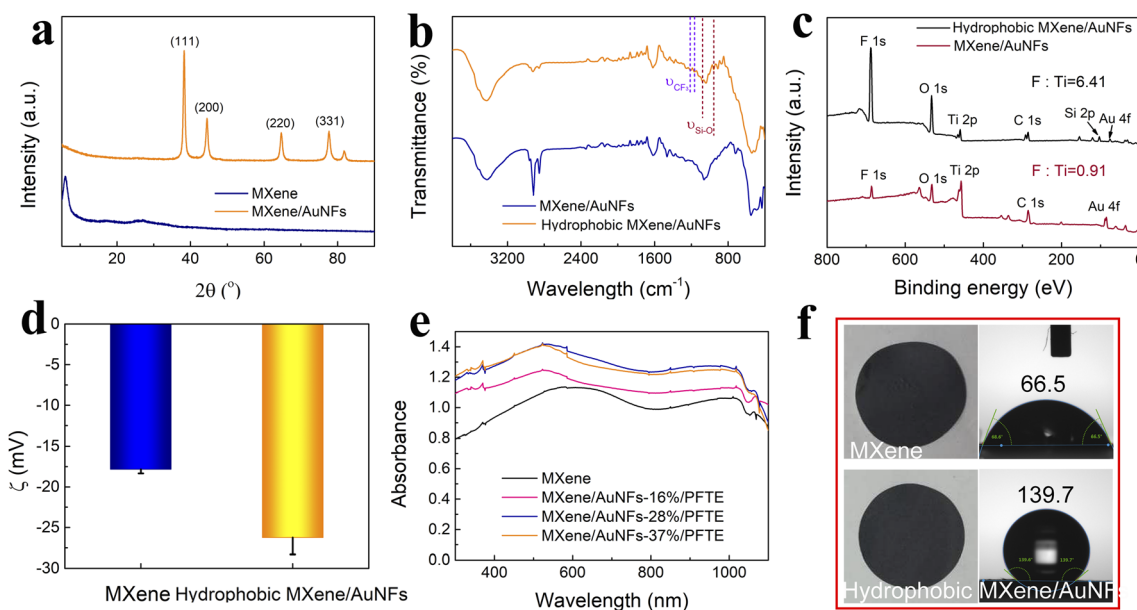 a
(111)
(200)
(220)
(331)
MXene
MXene/AuNFs
Intensity (a.u.)
20
40
60
80
2θ (°)
b
υCF₃
υSi-O
MXene/AuNFs
Hydrophobic MXene/AuNFs
Transmittance (%)
3200
2400
1600
800
Wavelength (cm⁻¹)
c
Hydrophobic MXene/AuNFs
MXene/AuNFs
F 1s
F : Ti=6.41
O 1s
Ti 2p
C 1s
Si 2p
Au 4f
F : Ti=0.91
F 1s
O 1s
Ti 2p
C 1s
Au 4f
Intensity (a.u.)
800
600
400
200
0
Binding energy (eV)
d
0
-5
-10
-15
-20
-25
-30
ζ (mV)
MXene Hydrophobic MXene/AuNFs
e
1.4
1.2
1.0
0.8
0.6
0.4
0.2
0.0
Absorbance
MXene
MXene/AuNFs-16%/PFTE
MXene/AuNFs-28%/PFTE
MXene/AuNFs-37%/PFTE
400
600
800
1000
Wavelength (nm)
f
MXene
66.5
Hydrophobic MXene/AuNF
139.7
139.7°